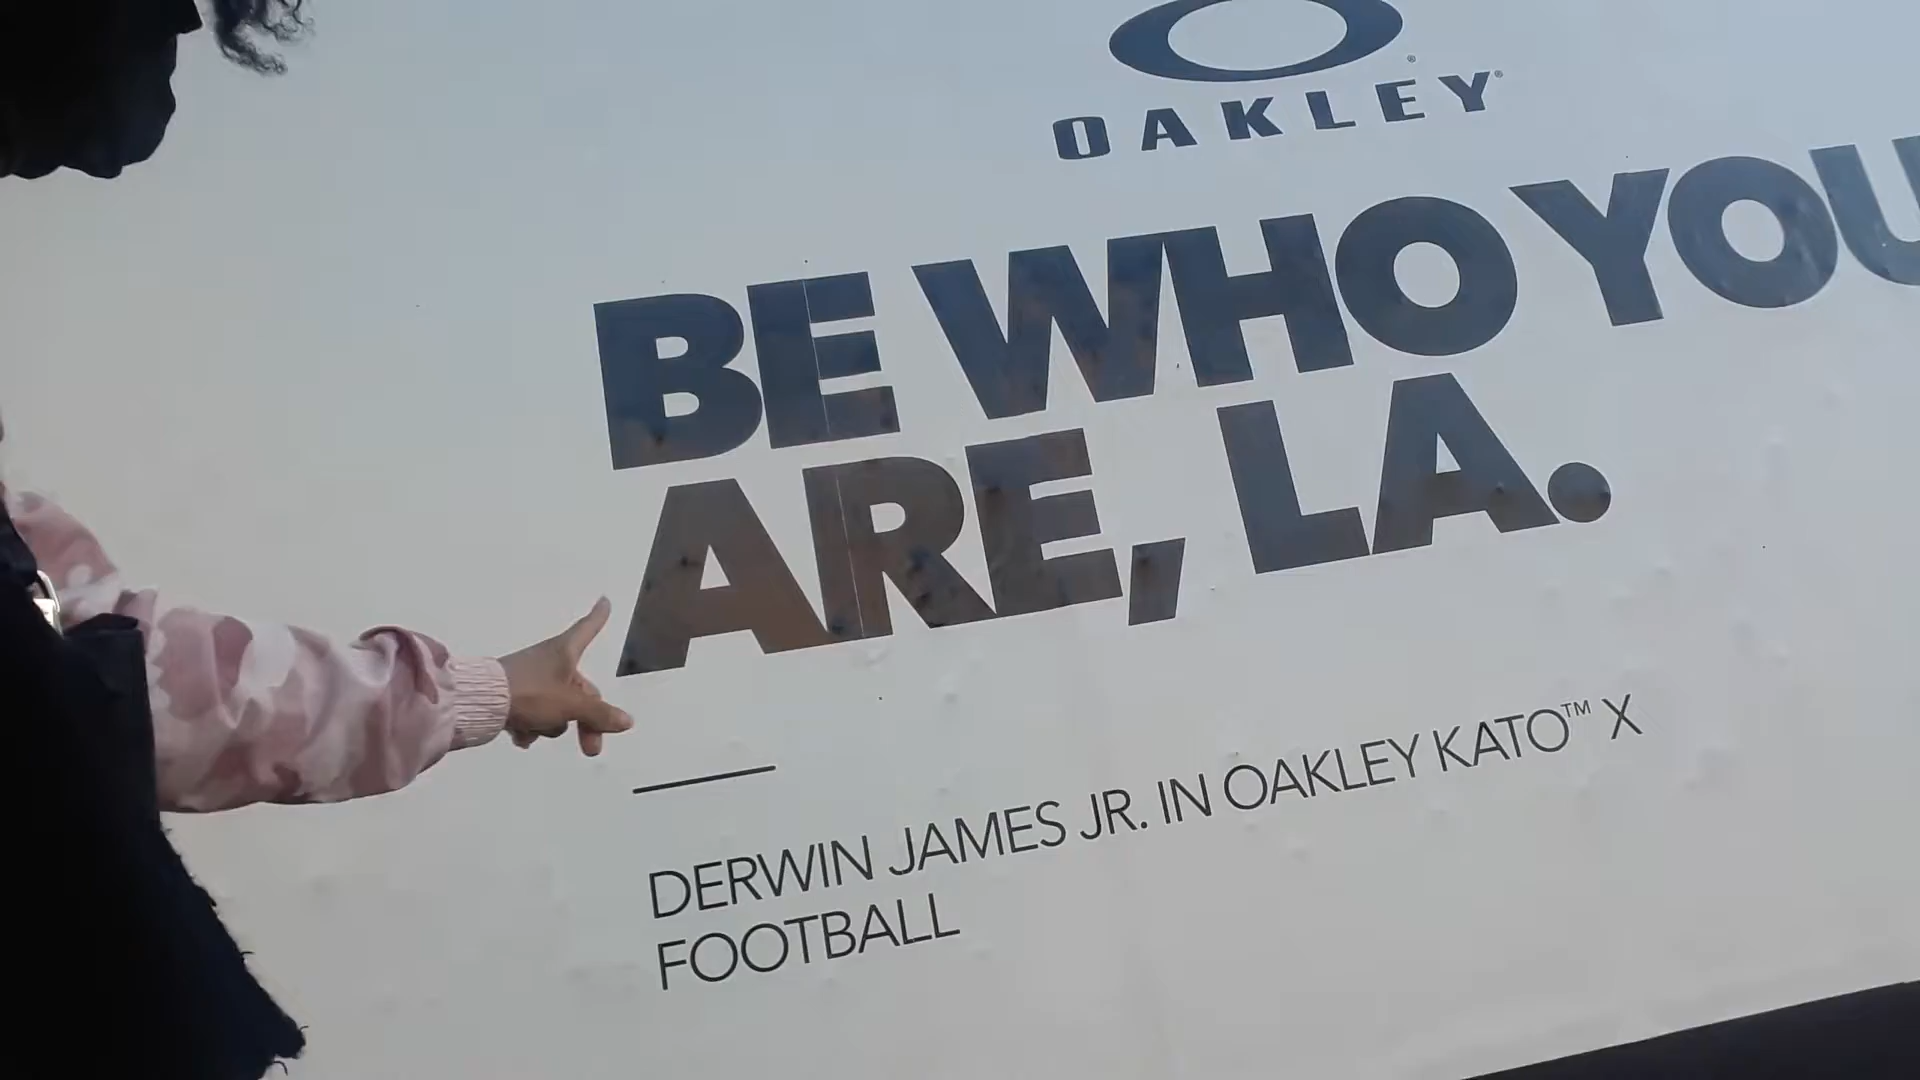 OAKLEY
BE WHO YOU
ARE, LA.
DERWIN JAMES JR. IN OAKLEY KATO™ X
FOOTBALL